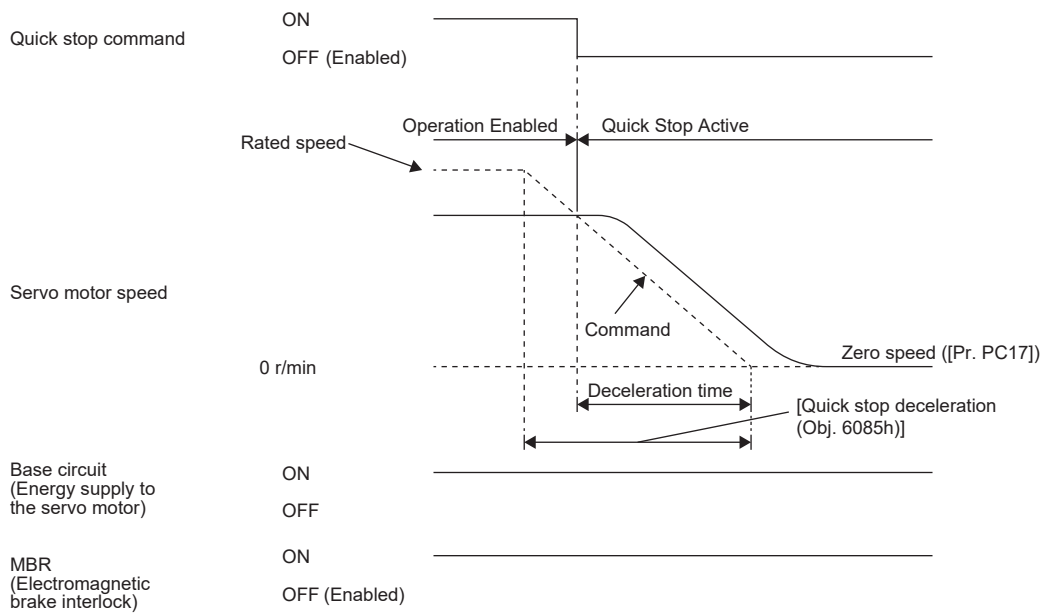 Quick stop command
ON
OFF (Enabled)
Operation Enabled
Quick Stop Active
Rated speed
Servo motor speed
Command
0 r/min
Zero speed ([Pr. PC17])
Deceleration time
[Quick stop deceleration
(Obj. 6085h)]
Base circuit
(Energy supply to
the servo motor)
ON
OFF
MBR
(Electromagnetic
brake interlock)
ON
OFF (Enabled)